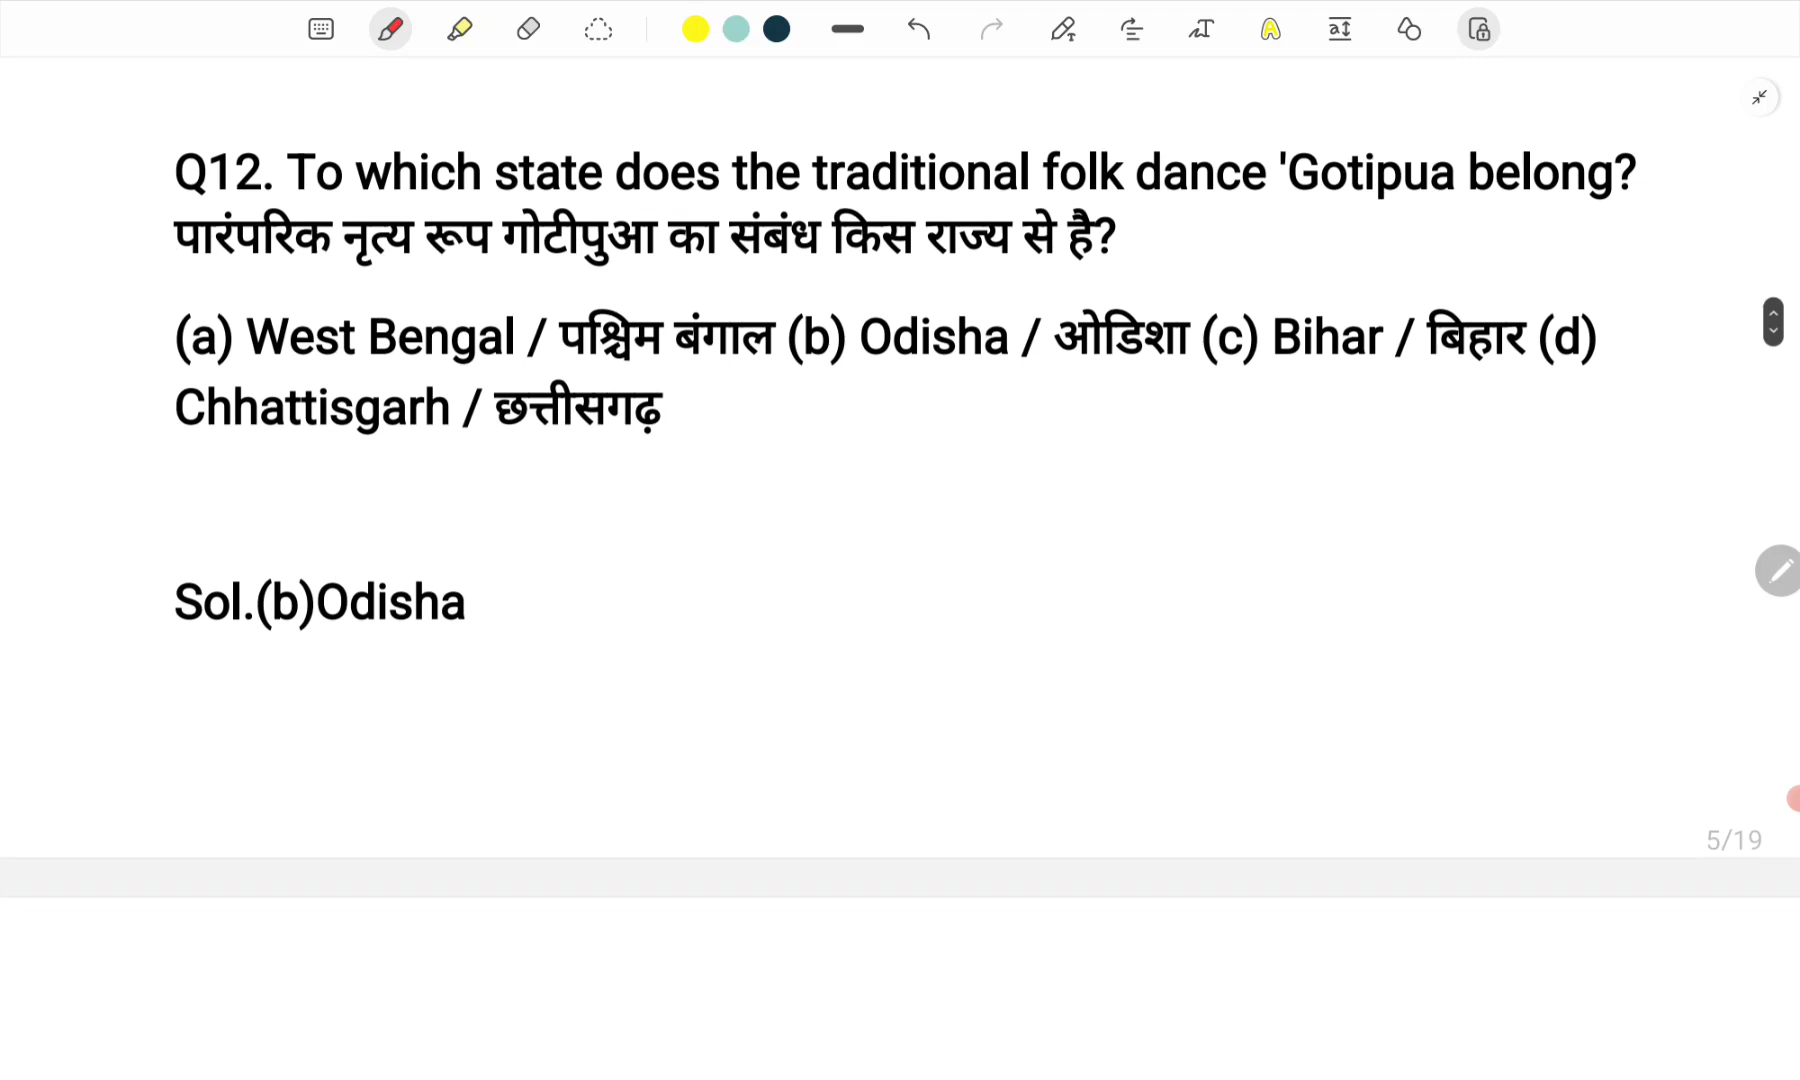 Q12. To which state does the traditional folk dance 'Gotipua belong?
पारंपरिक नृत्य रूप गोटीपुआ का संबंध किस राज्य से है?
(a) West Bengal / पश्चिम बंगाल (b) Odisha / ओडिशा (c) Bihar / बिहार (d)
Chhattisgarh / छत्तीसगढ़
Sol.(b)Odisha
5/19